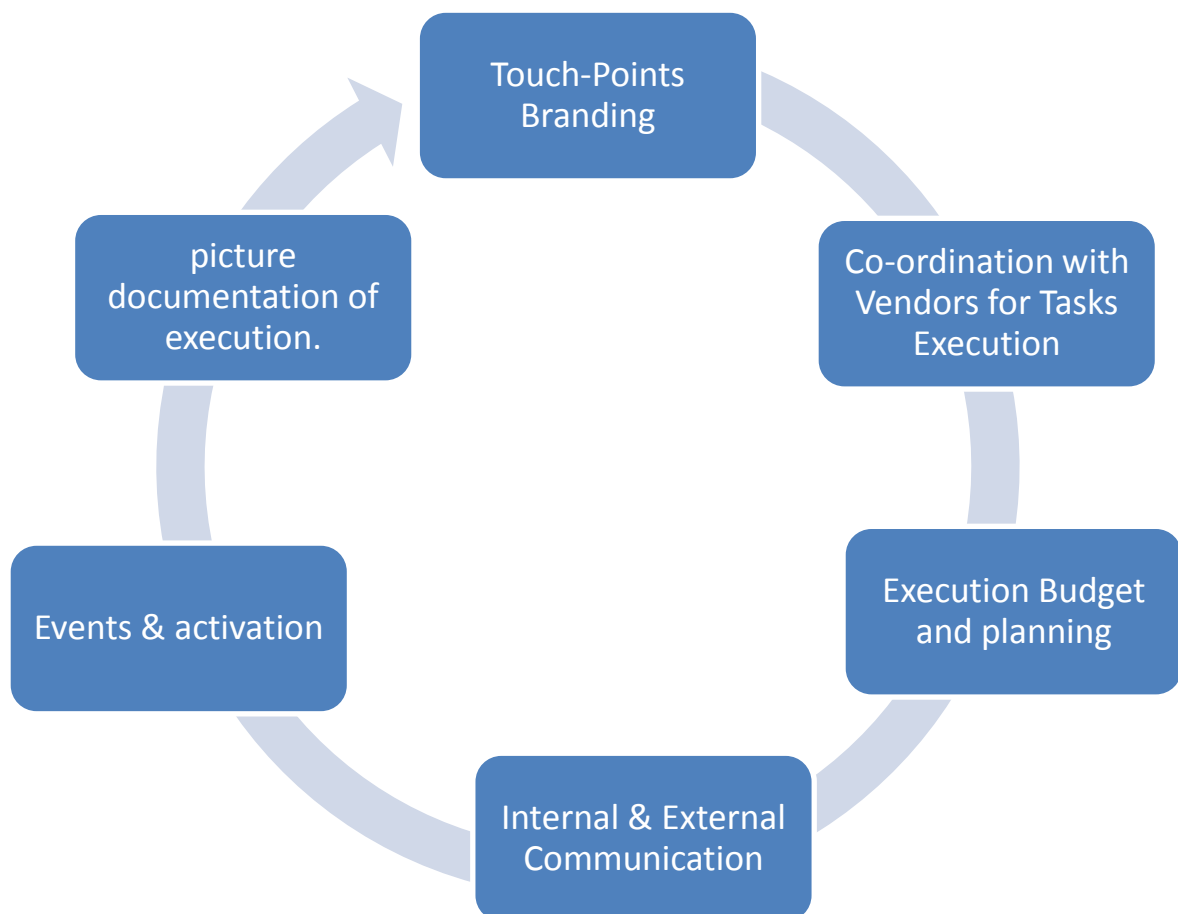 Touch-Points
Branding
Co-ordination with
Vendors for Tasks
Execution
Execution Budget
and planning
Internal & External
Communication
Events & activation
picture
documentation of
execution.